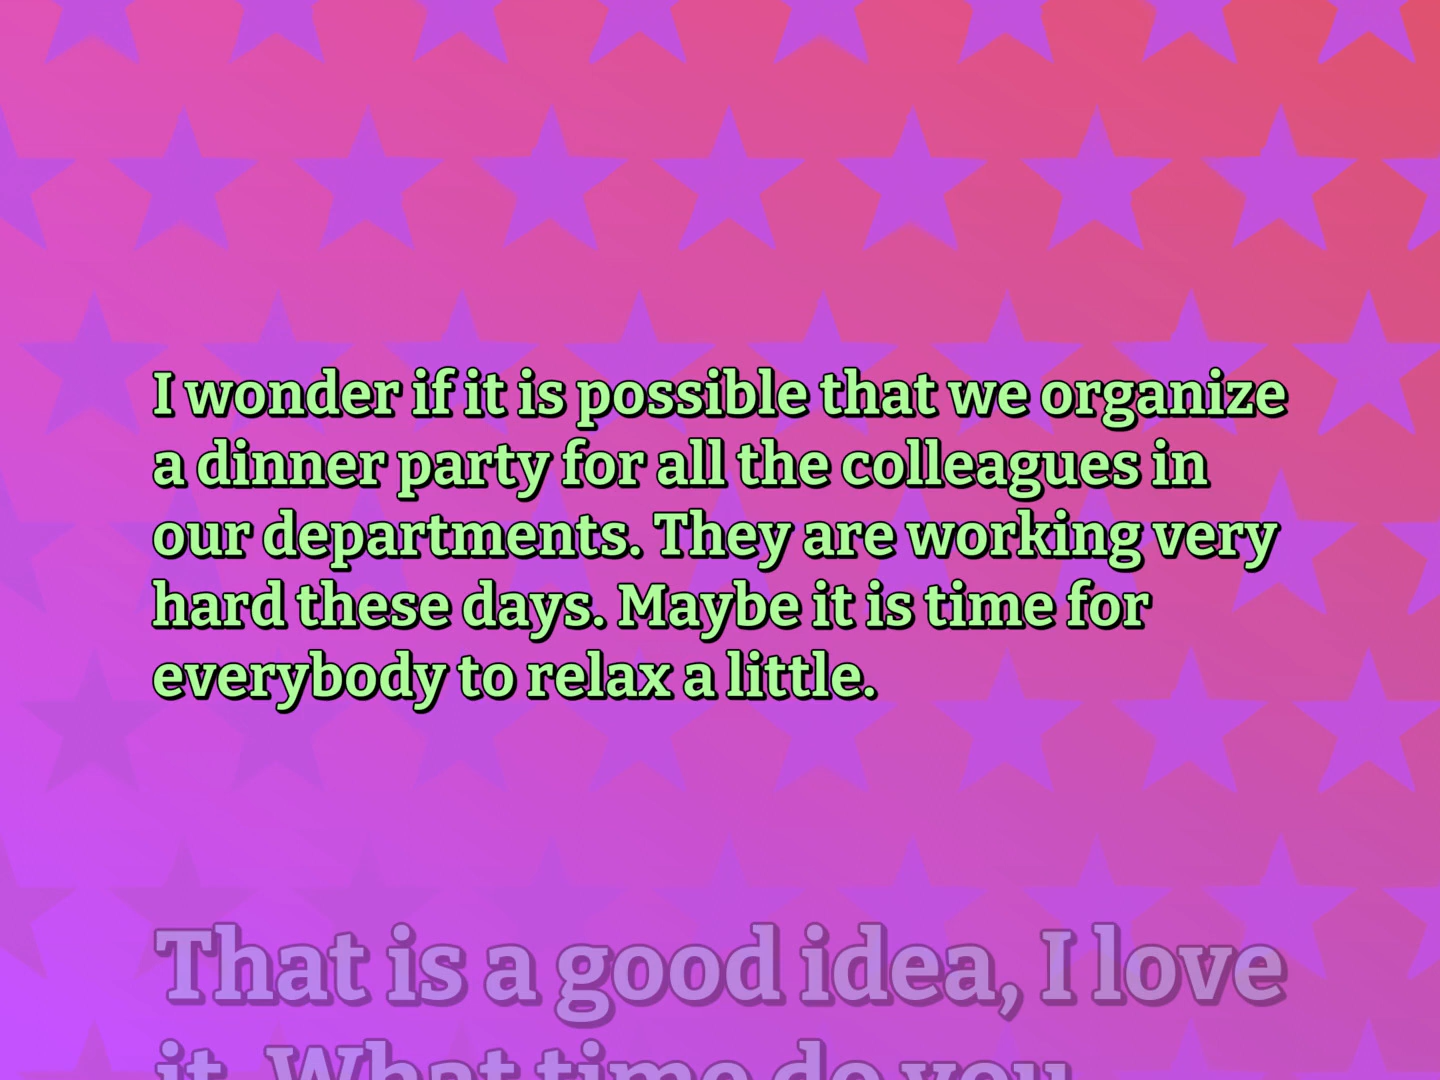 I wonder if it is possible that we organize
a dinner party for all the colleagues in
our departments. They are working very
hard these days. Maybe it is time for
everybody to relax a little.
That is a good idea, I love
it. What time do you